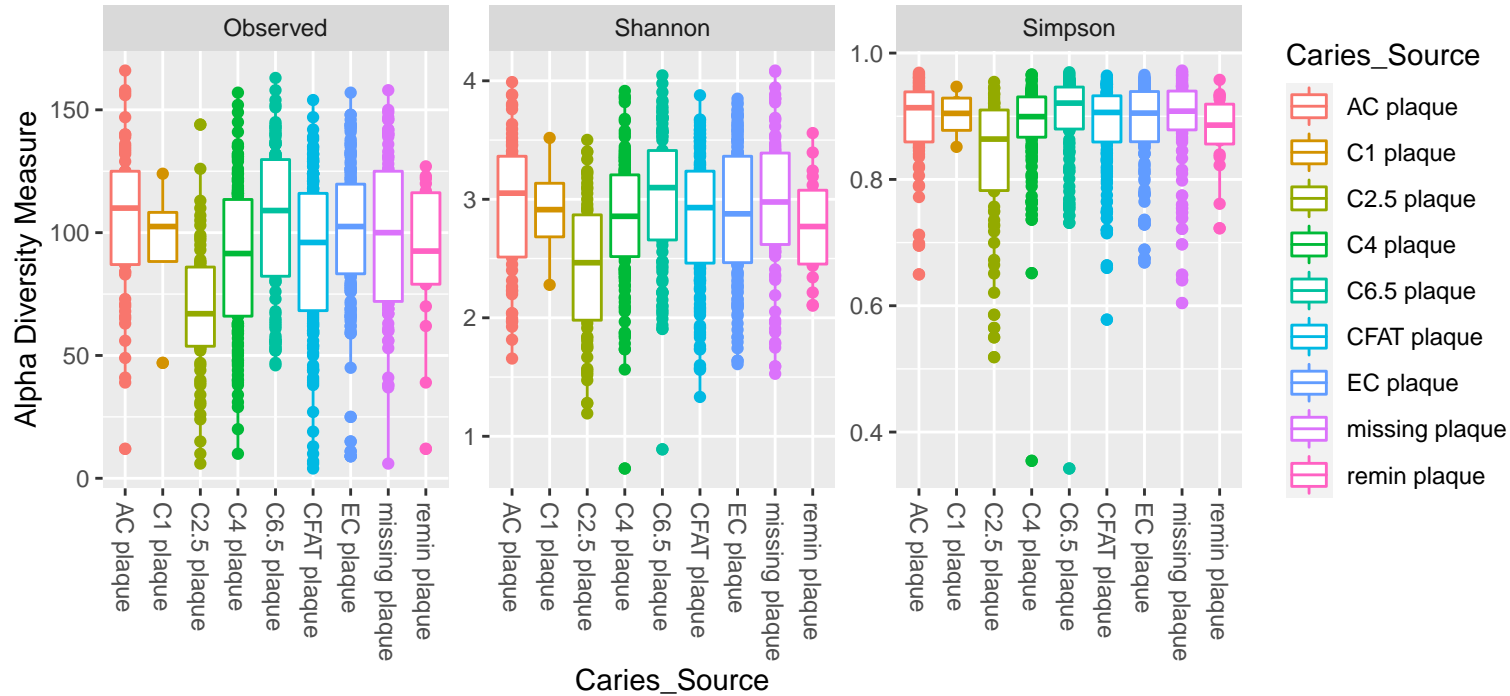 Observed
Shannon
Simpson
Alpha Diversity Measure
150
100
50
0
4
3
2
1
1.0
0.8
0.6
0.4
AC plaque
C1 plaque
C2.5 plaque
C4 plaque
C6.5 plaque
CFAT plaque
EC plaque
missing plaque
remin plaque
AC plaque
C1 plaque
C2.5 plaque
C4 plaque
C6.5 plaque
CFAT plaque
EC plaque
missing plaque
remin plaque
AC plaque
C1 plaque
C2.5 plaque
C4 plaque
C6.5 plaque
CFAT plaque
EC plaque
missing plaque
remin plaque
Caries_Source
Caries_Source
AC plaque
C1 plaque
C2.5 plaque
C4 plaque
C6.5 plaque
CFAT plaque
EC plaque
missing plaque
remin plaque